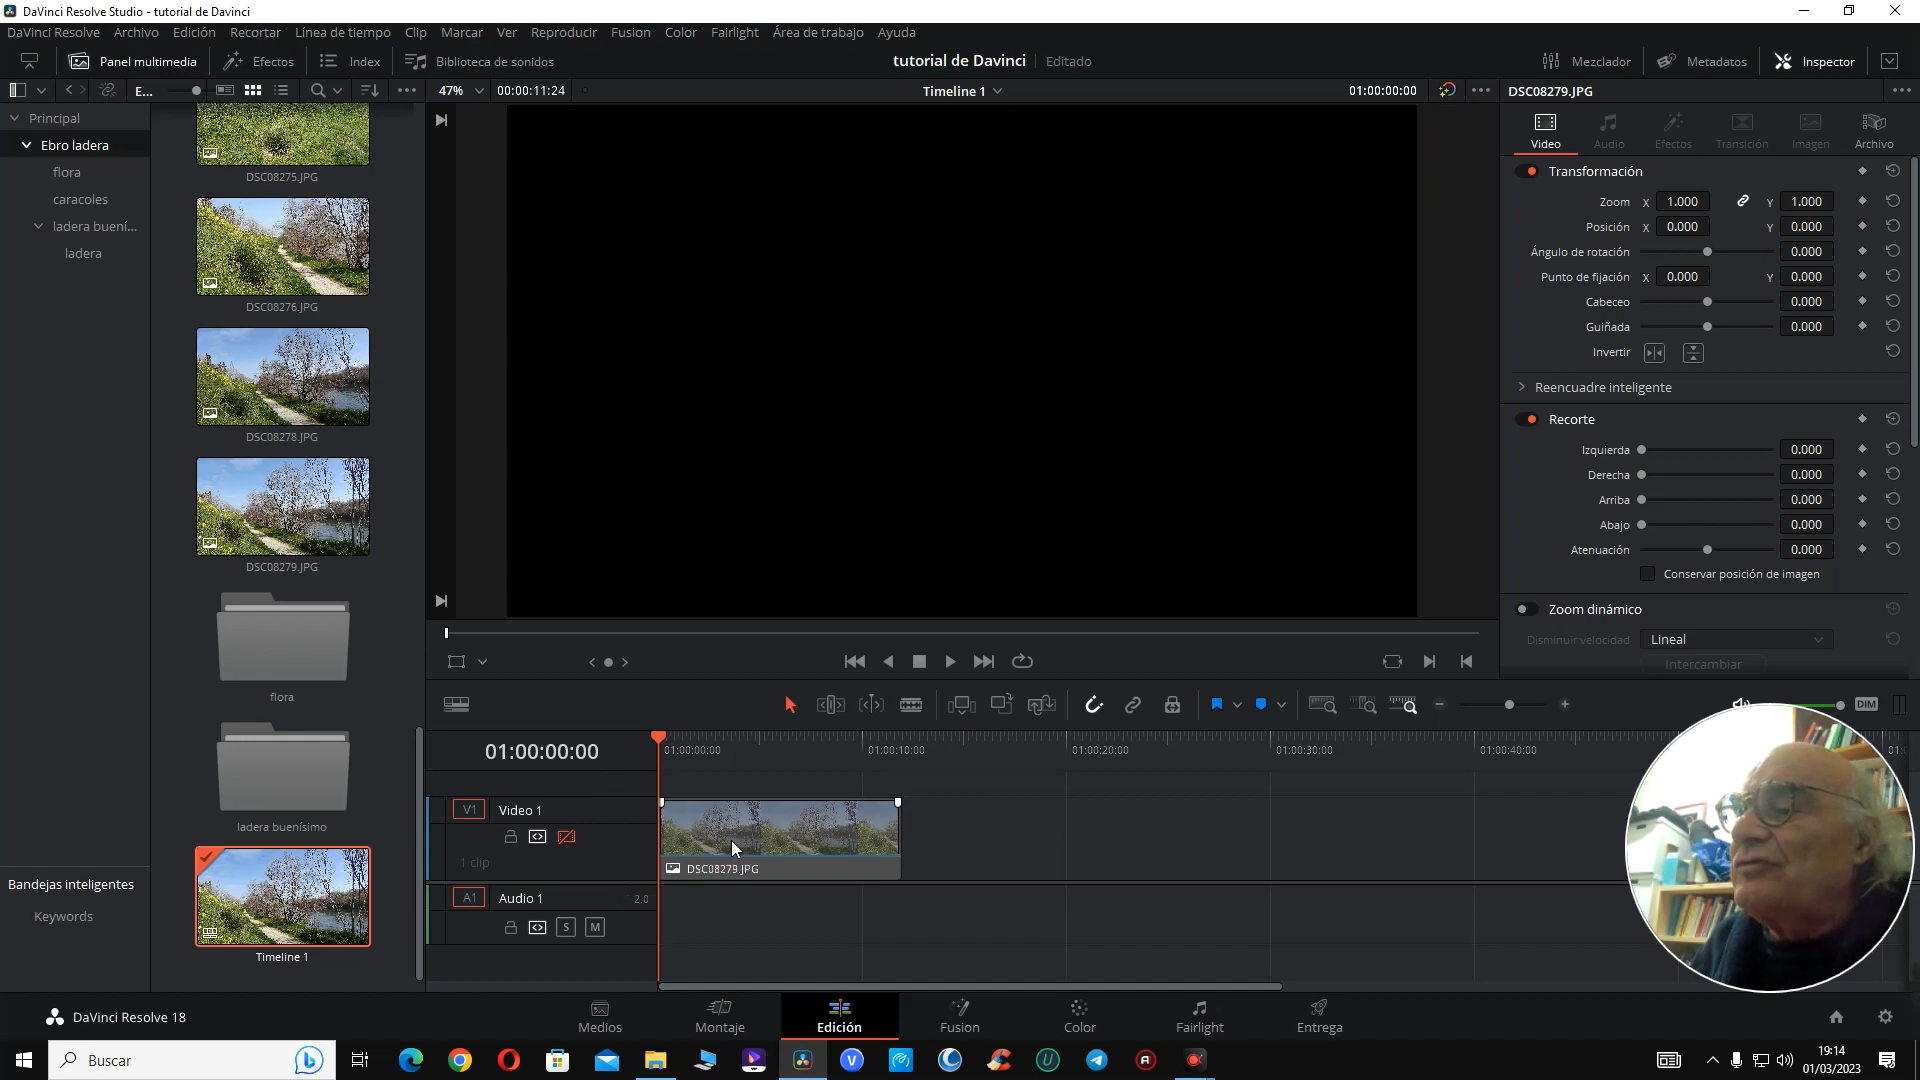 DaVinci Resolve Studio - tutorial de Davinci
DaVinci Resolve Archivo Edición Recortar Línea de tiempo Clip Marcar Ver Reproducir Fusion Color Fairlight Área de trabajo Ayuda
Panel multimedia Efectos Index Biblioteca de sonidos tutorial de Davinci Editado Mezclador Metadatos Inspector
E... 47% 00:00:11:24 Timeline 1 01:00:00:00 DSC08279.JPG
Principal
Ebro ladera
flora
caracoles
ladera buení...
ladera
Bandejas inteligentes
Keywords
DSC08275.JPG
DSC08276.JPG
DSC08278.JPG
DSC08279.JPG
flora
ladera buenísimo
Timeline 1
Video Audio Efectos Transición Imagen Archivo
Transformación
Zoom X 1.000 Y 1.000
Posición X 0.000 Y 0.000
Ángulo de rotación 0.000
Punto de fijación X 0.000 Y 0.000
Cabeceo 0.000
Guiñada 0.000
Invertir
Reencuadre inteligente
Recorte
Izquierda 0.000
Derecha 0.000
Arriba 0.000
Abajo 0.000
Atenuación 0.000
Conservar posición de imagen
Zoom dinámico
Disminuir velocidad Lineal
Intercambiar
DIM
01:00:00:00 01:00:00:00 01:00:10:00 01:00:20:00 01:00:30:00 01:00:40:00
V1 Video 1
1 clip
DSC08279.JPG
A1 Audio 1 2.0
S M
DaVinci Resolve 18 Medios Montaje Edición Fusion Color Fairlight Entrega
Buscar
19:14
01/03/2023